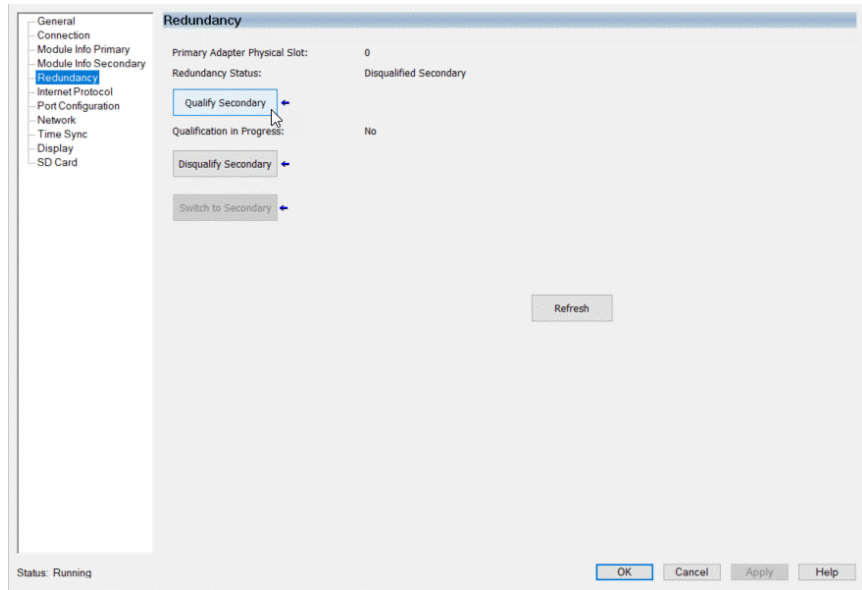 General
Connection
Module Info Primary
Module Info Secondary
Redundancy
Internet Protocol
Port Configuration
Network
Time Sync
Display
SD Card
Redundancy
Primary Adapter Physical Slot: 0
Redundancy Status: Disqualified Secondary
Qualify Secondary
Qualification in Progress: No
Disqualify Secondary
Switch to Secondary
Refresh
Status: Running
OK Cancel Apply Help